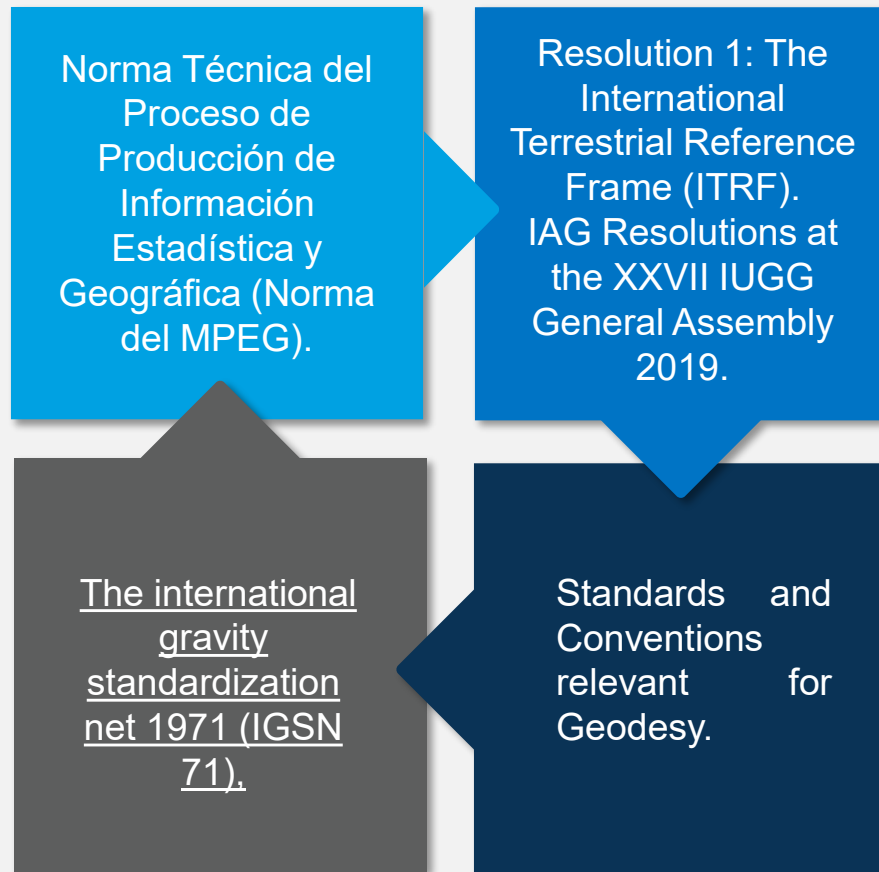 Norma Técnica del
Proceso de
Producción de
Información
Estadística y
Geográfica (Norma
del MPEG).
Resolution 1: The
International
Terrestrial Reference
Frame (ITRF).
IAG Resolutions at
the XXVII IUGG
General Assembly
2019.
The international
gravity
standardization
net 1971 (IGSN
71),
Standards and
Conventions
relevant for
Geodesy.